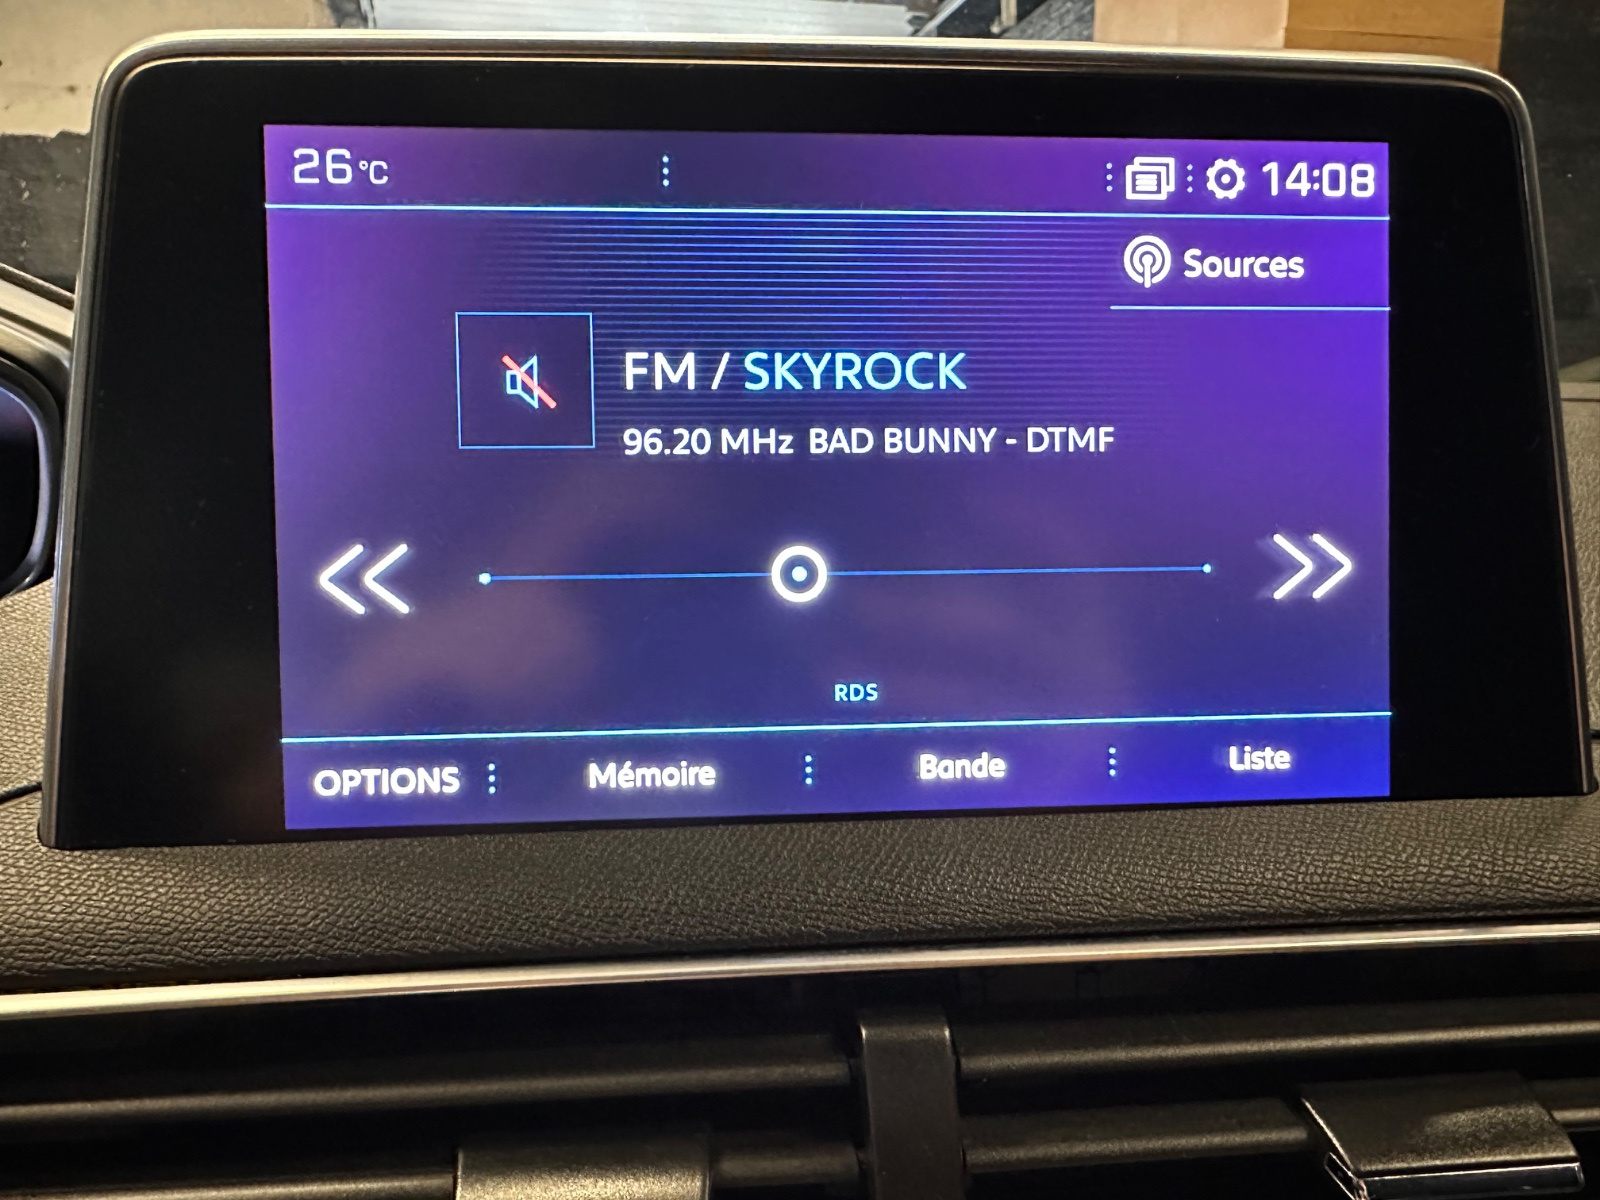 26°C
14:08
Sources
FM / SKYROCK
96.20 MHz BAD BUNNY - DTMF
RDS
OPTIONS Mémoire Bande Liste